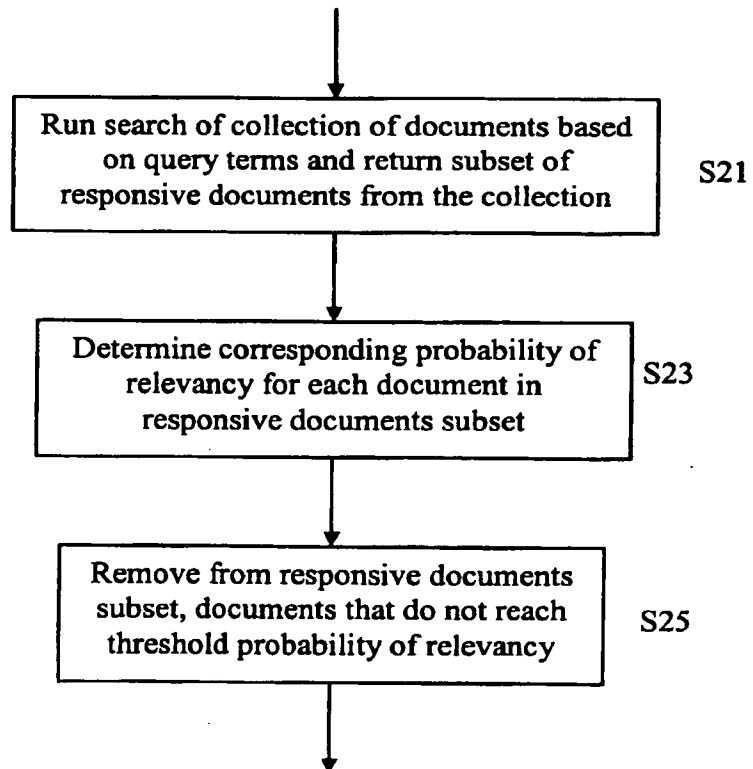 Run search of collection of documents based
on query terms and return subset of
responsive documents from the collection
S21
Determine corresponding probability of
relevancy for each document in
responsive documents subset
S23
Remove from responsive documents
subset, documents that do not reach
threshold probability of relevancy
S25